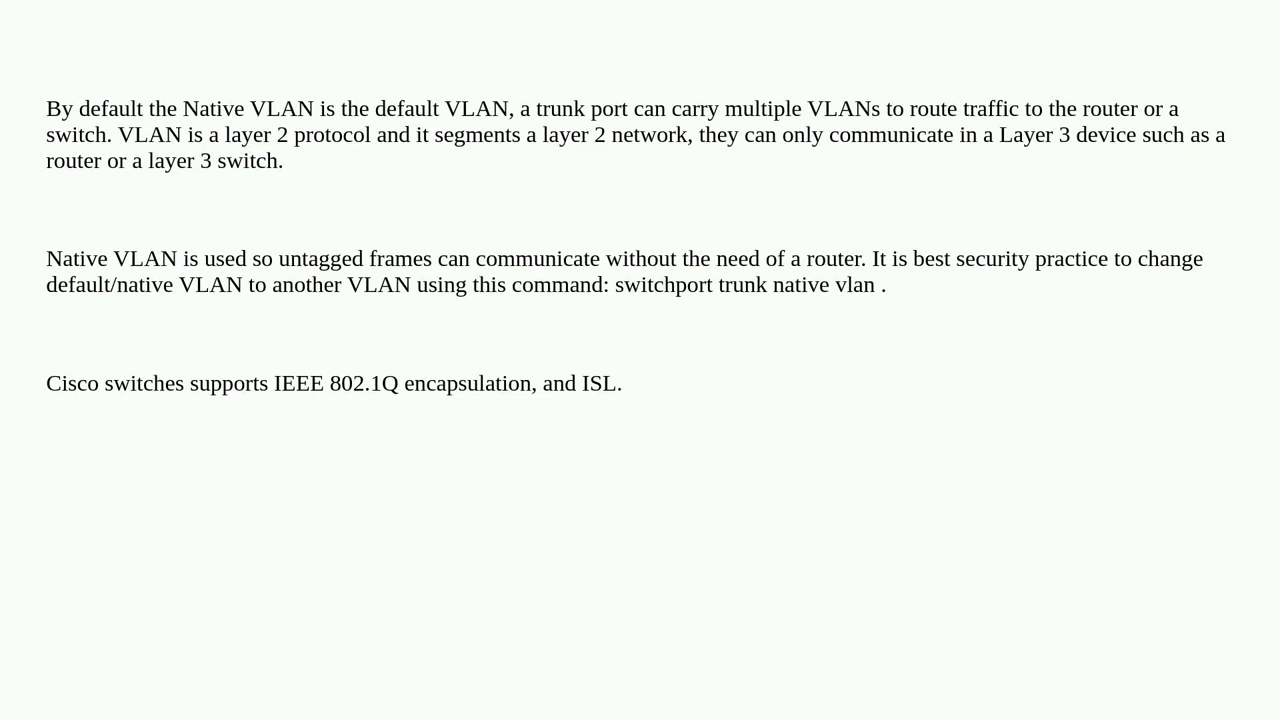 By default the Native VLAN is the default VLAN, a trunk port can carry multiple VLANs to route traffic to the router or a
switch. VLAN is a layer 2 protocol and it segments a layer 2 network, they can only communicate in a Layer 3 device such as a
router or a layer 3 switch.
Native VLAN is used so untagged frames can communicate without the need of a router. It is best security practice to change
default/native VLAN to another VLAN using this command: switchport trunk native vlan .
Cisco switches supports IEEE 802.1Q encapsulation, and ISL.